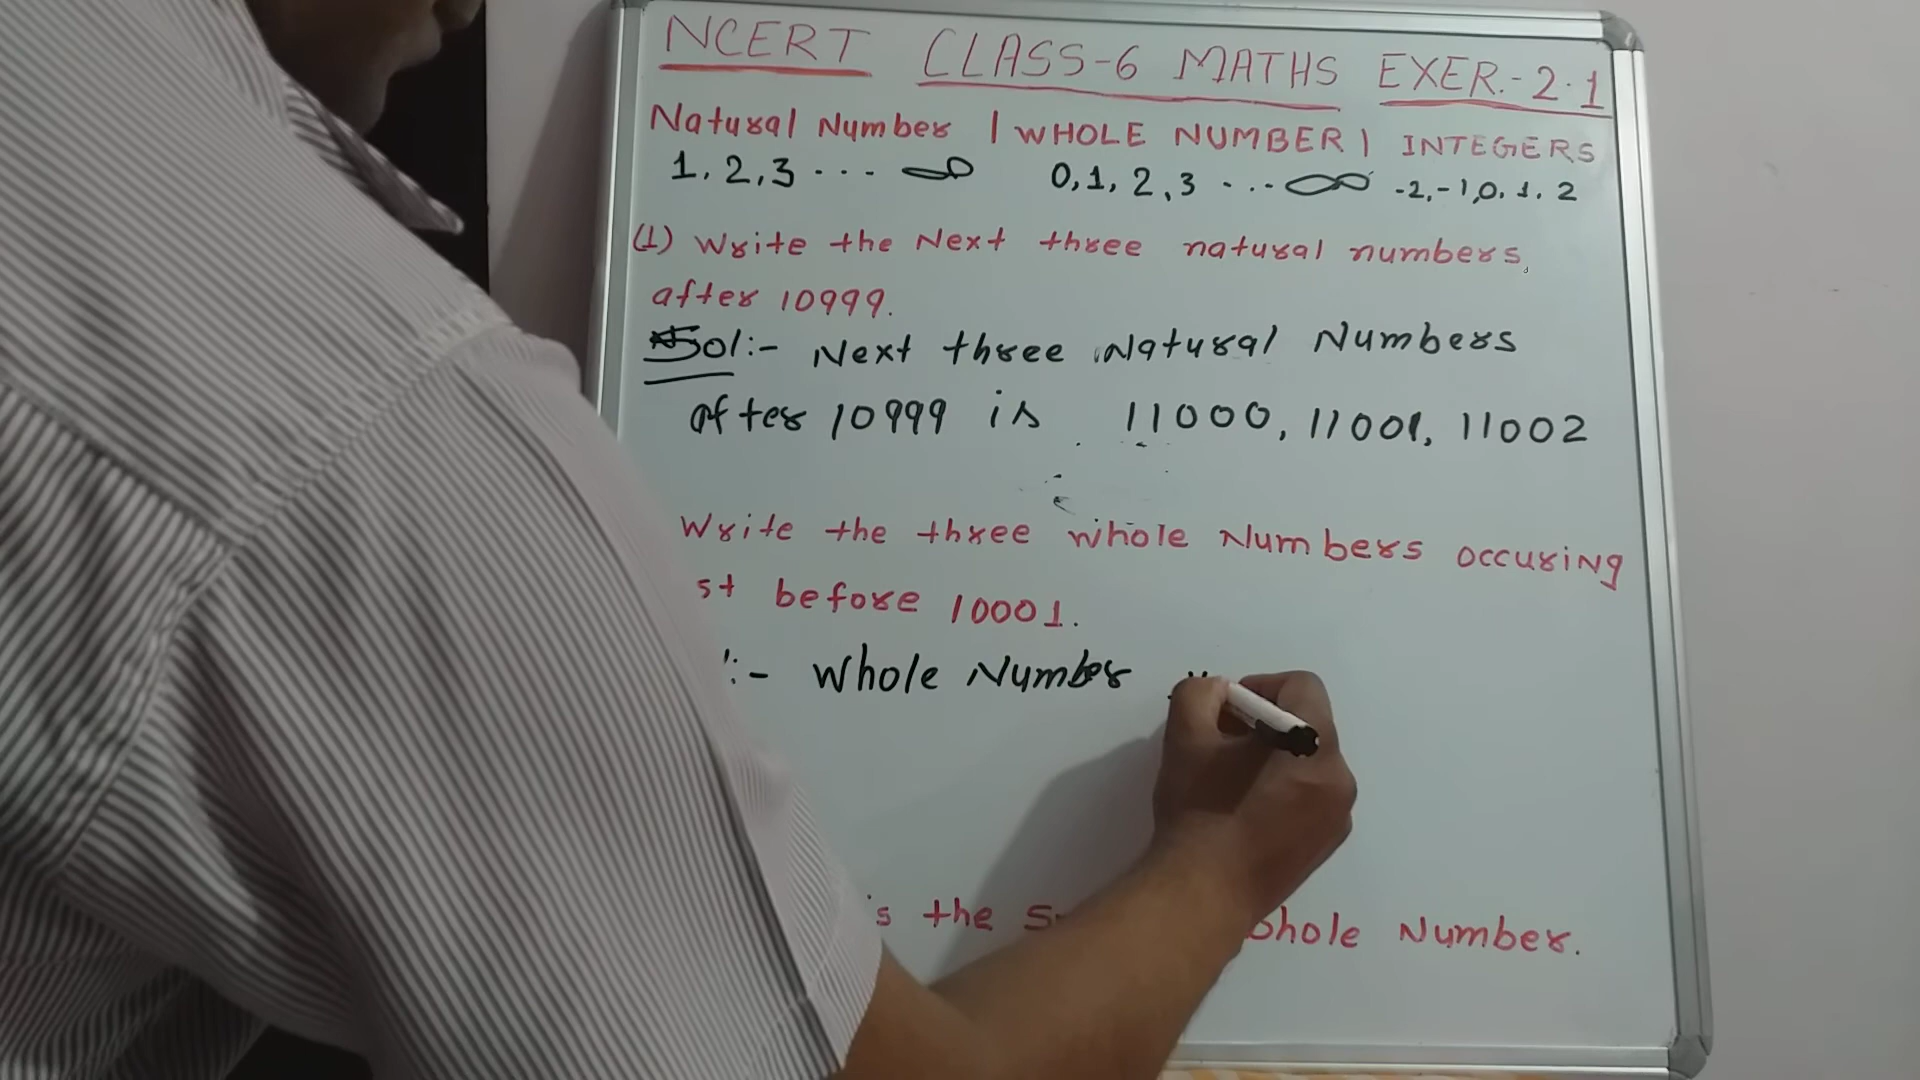 NCERT CLASS-6 MATHS EXER.-2.1
Natural Number | WHOLE NUMBER | INTEGERS
1, 2, 3 ... ∞ 0, 1, 2, 3 ... ∞ -2, -1, 0, 1, 2
(1) Write the Next three natural numbers
after 10999.
Sol:- Next three Natural Numbers
after 10999 is 11000, 11001, 11002
Write the three whole Numbers occuring
st before 10001.
:- Whole Number
is the whole Number.